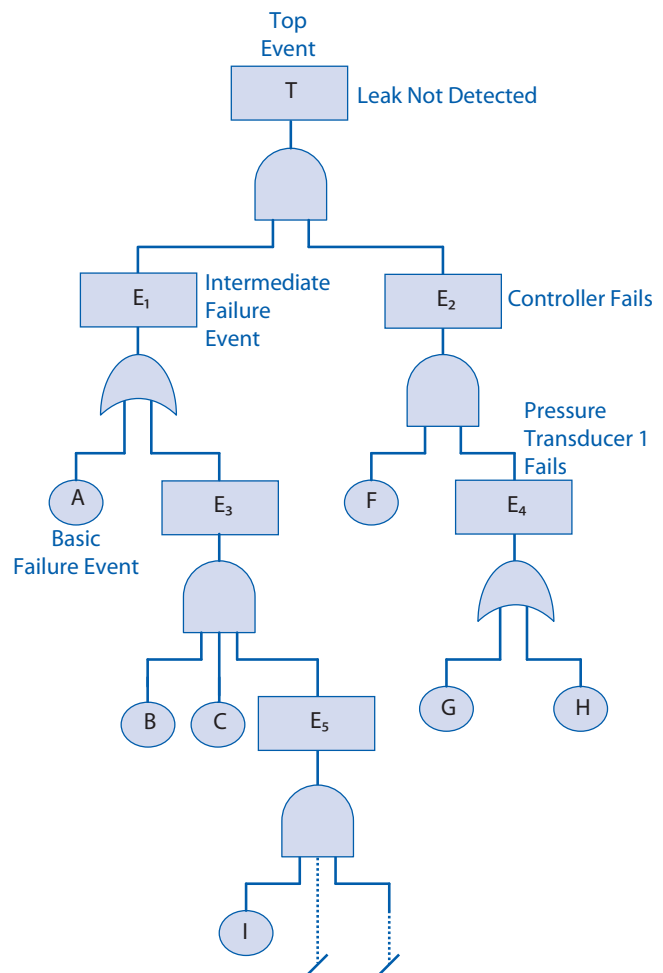 Top
Event
T
Leak Not Detected
E₁
Intermediate
Failure
Event
E₂
Controller Fails
Pressure
Transducer 1
Fails
A
Basic
Failure Event
E₃
F
E₄
B
C
E₅
G
H
I